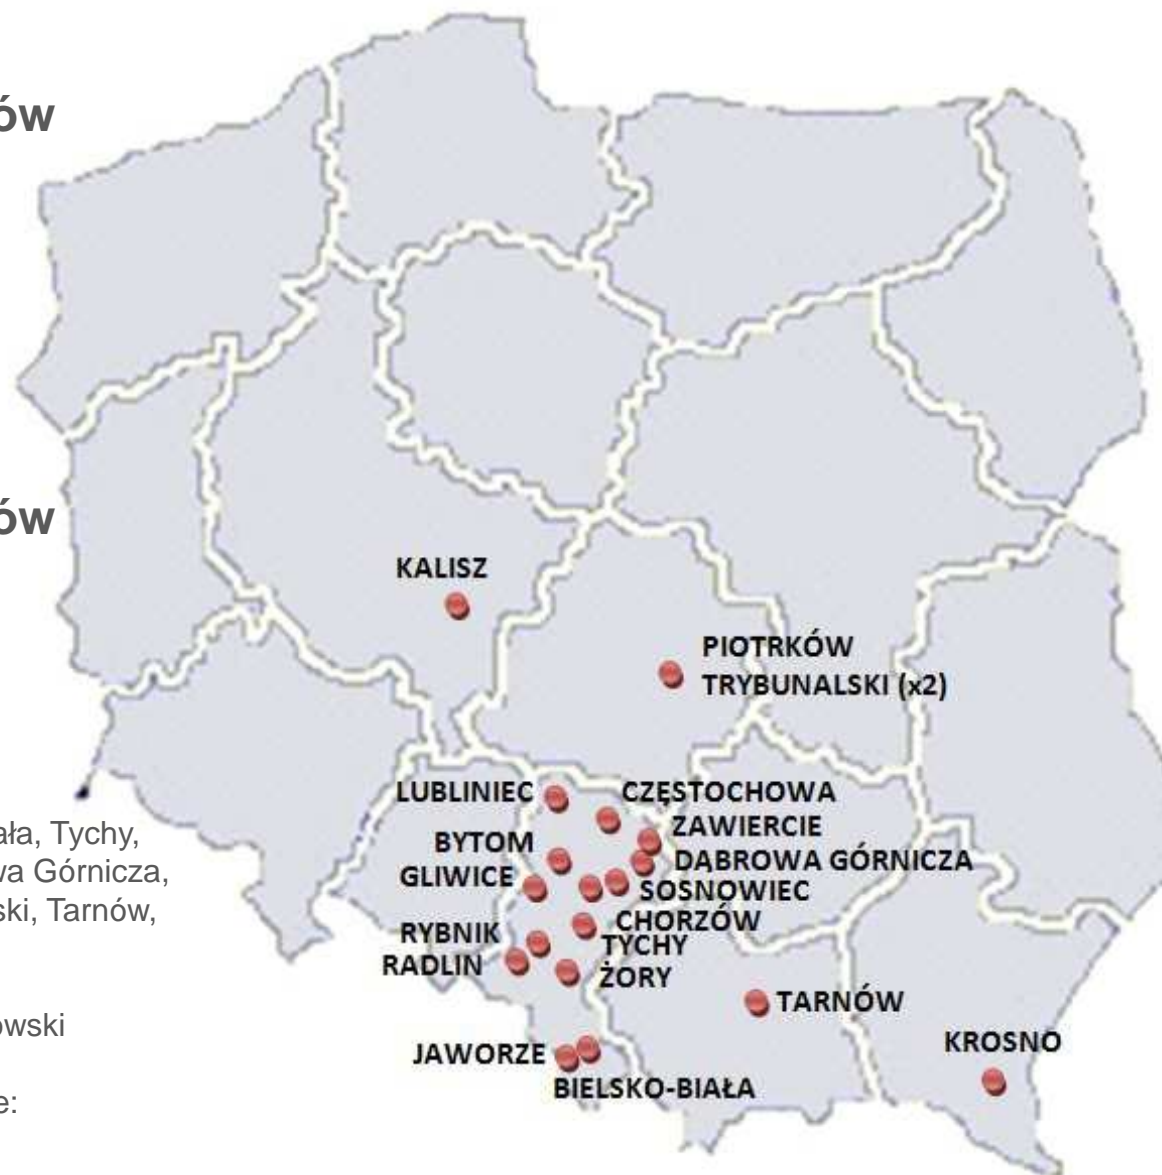 ów
ów
KALISZ
PIOTRKÓW
TRYBUNALSKI (x2)
LUBLINIEC
CZĘSTOCHOWA
ZAWIERCIE
BYTOM
DĄBROWA GÓRNICZA
GLIWICE
SOSNOWIEC
CHORZÓW
RYBNIK
TYCHY
RADLIN
ŻORY
TARNÓW
JAWORZE
KROSNO
BIELSKO-BIAŁA
ała, Tychy,
wa Górnicza,
ski, Tarnów,
owski
e: